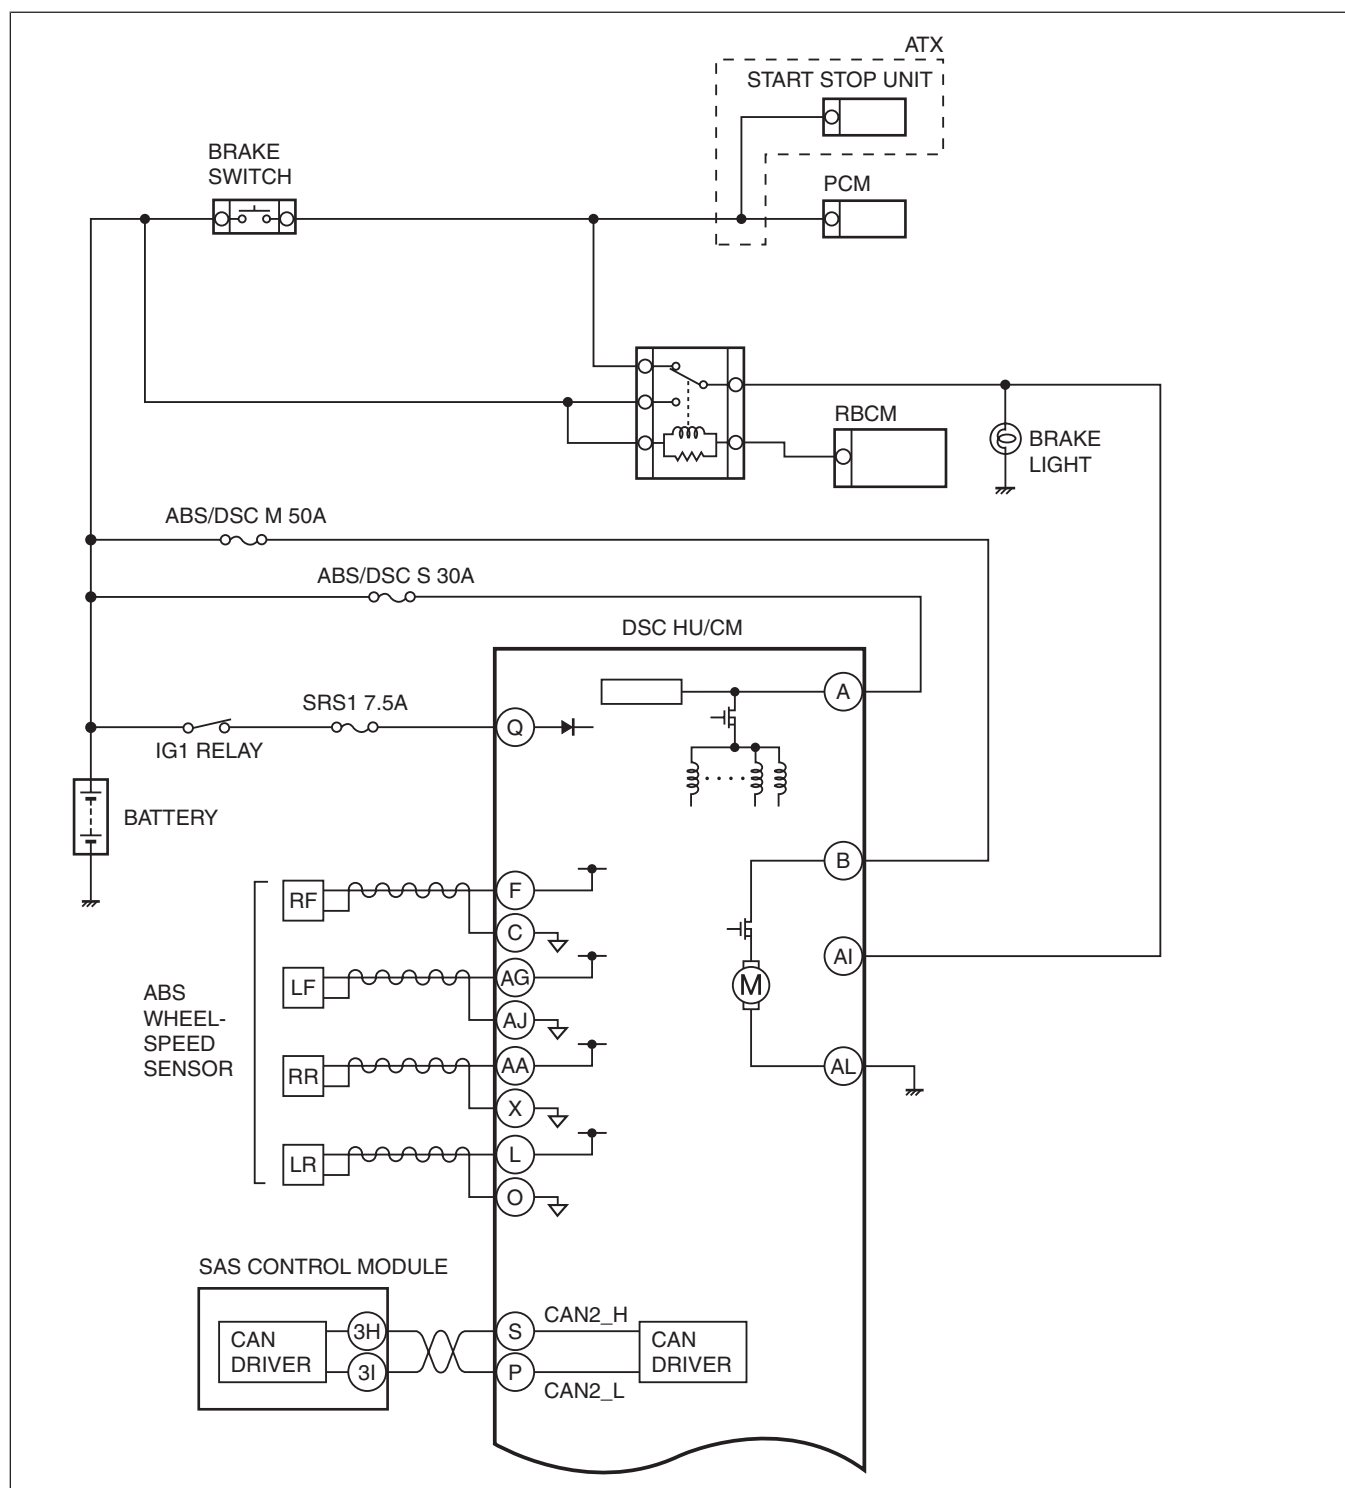 ATX
START STOP UNIT
BRAKE
SWITCH
PCM
RBCM
BRAKE
LIGHT
ABS/DSC M 50A
ABS/DSC S 30A
DSC HU/CM
A
SRS1 7.5A
Q
IG1 RELAY
BATTERY
B
F
RF
C
AI
AG
LF
M
ABS
WHEEL-
SPEED
SENSOR
AJ
AA
AL
RR
X
L
LR
O
SAS CONTROL MODULE
CAN2_H
3H
S
CAN
DRIVER
CAN
DRIVER
3I
P
CAN2_L